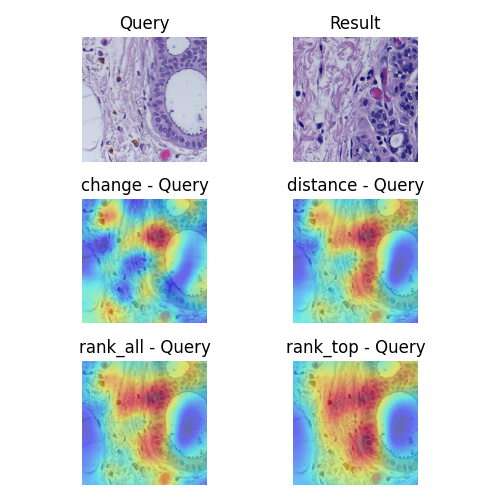 Query
Result
change - Query
distance - Query
rank_all - Query
rank_top - Query